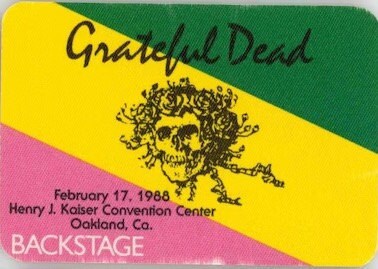 Grateful Dead
February 17, 1988
Henry J. Kaiser Convention Center
Oakland, Ca.
BACKSTAGE